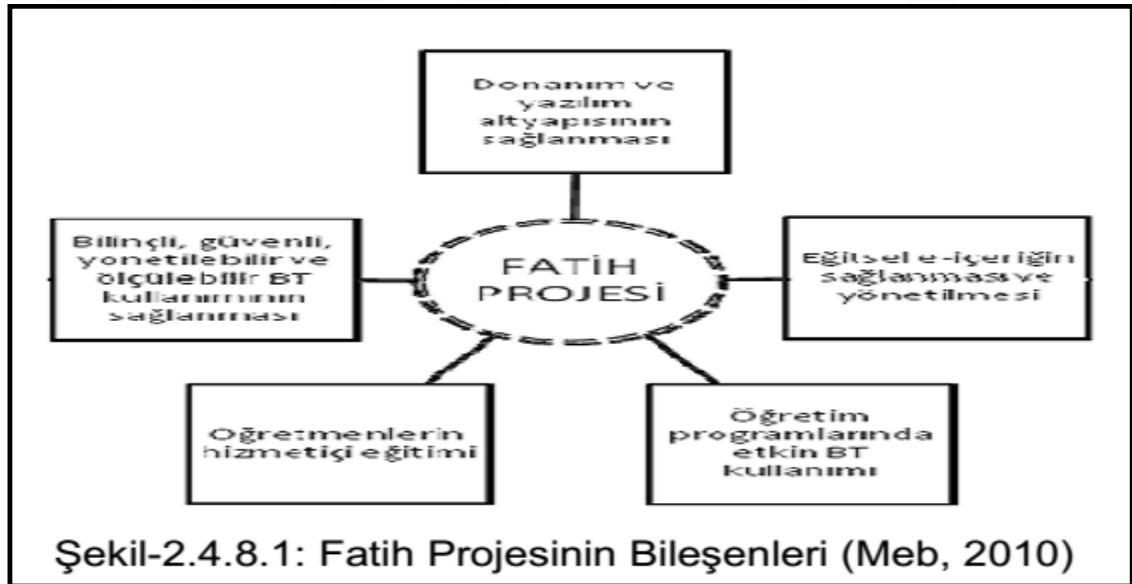 Donanım ve
yazılım
altyapısının
sağlanması
Bilinçli, güvenli,
yönetilebilir ve
ölçülebilir BT
kullanımının
sağlanması
FATİH
PROJESİ
Eğitsel e-içeriğin
sağlanması ve
yönetilmesi
Öğretmenlerin
hizmetiçi eğitimi
Öğretim
programlarında
etkin BT
kullanımı
Şekil-2.4.8.1: Fatih Projesinin Bileşenleri (Meb, 2010)